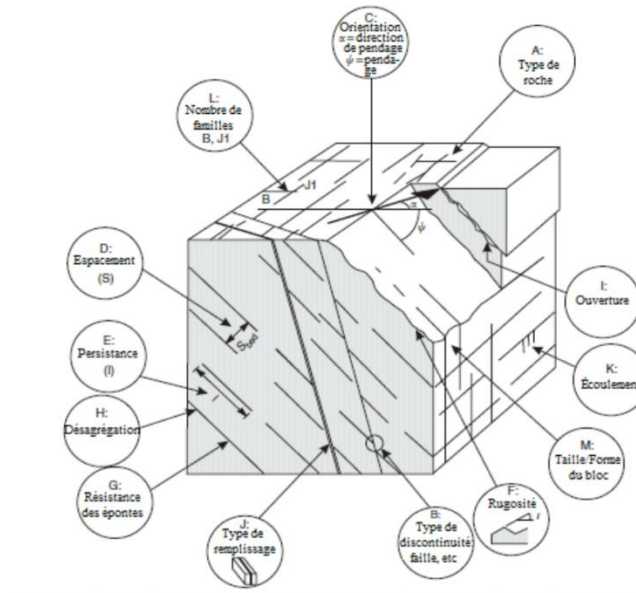 C:
Orientation
α = direction
de pendage
ψ = penda-
ge
A:
Type de
roche
L:
Nombre de
familles
B, J1
J1
B
α
ψ
D:
Espacement
(S)
I:
Ouverture
E:
Persistance
(l)
l
K:
Écoulement
H:
Désagrégation
M:
Taille/Forme
du bloc
G:
Résistance
des épontes
F:
Rugosité
i
J:
Type de
remplissage
B:
Type de
discontinuité
faille, etc